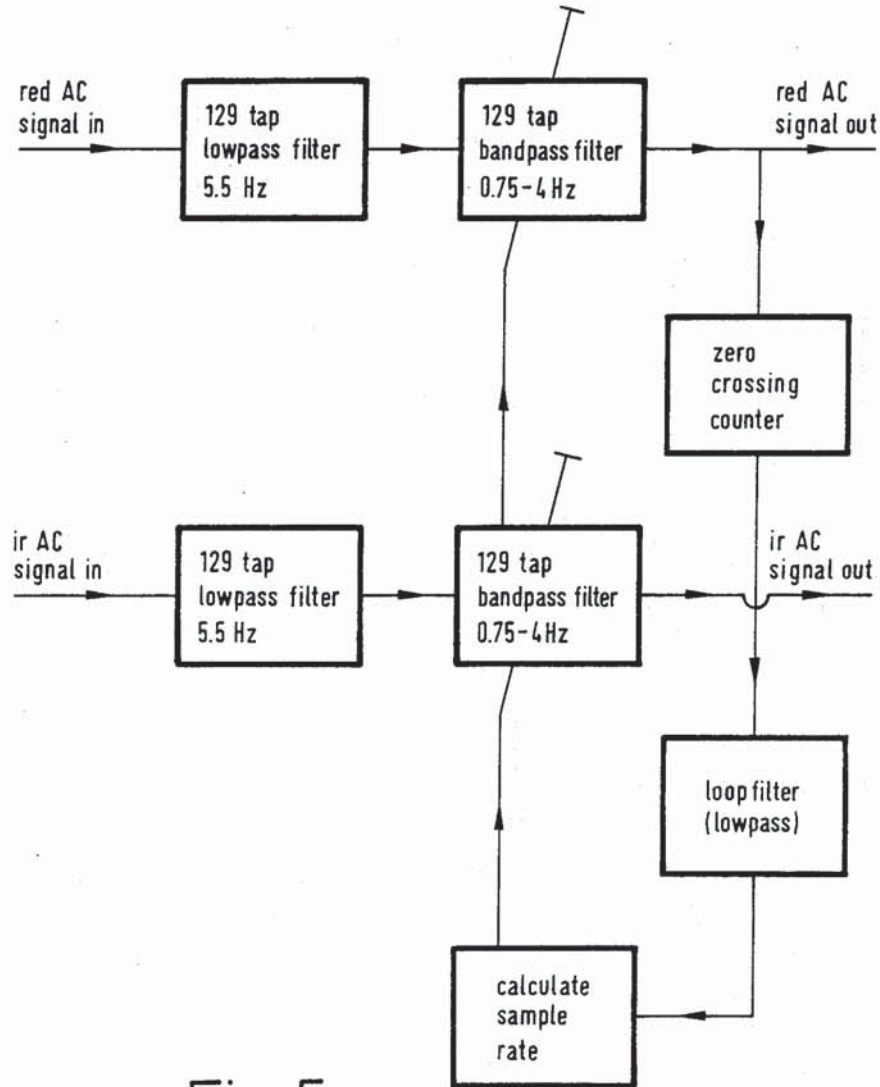 red AC
signal in
129 tap
lowpass filter
5.5 Hz
129 tap
bandpass filter
0.75-4Hz
red AC
signal out
zero
crossing
counter
ir AC
signal in
129 tap
lowpass filter
5.5 Hz
129 tap
bandpass filter
0.75-4Hz
ir AC
signal out
loop filter
(lowpass)
calculate
sample
rate